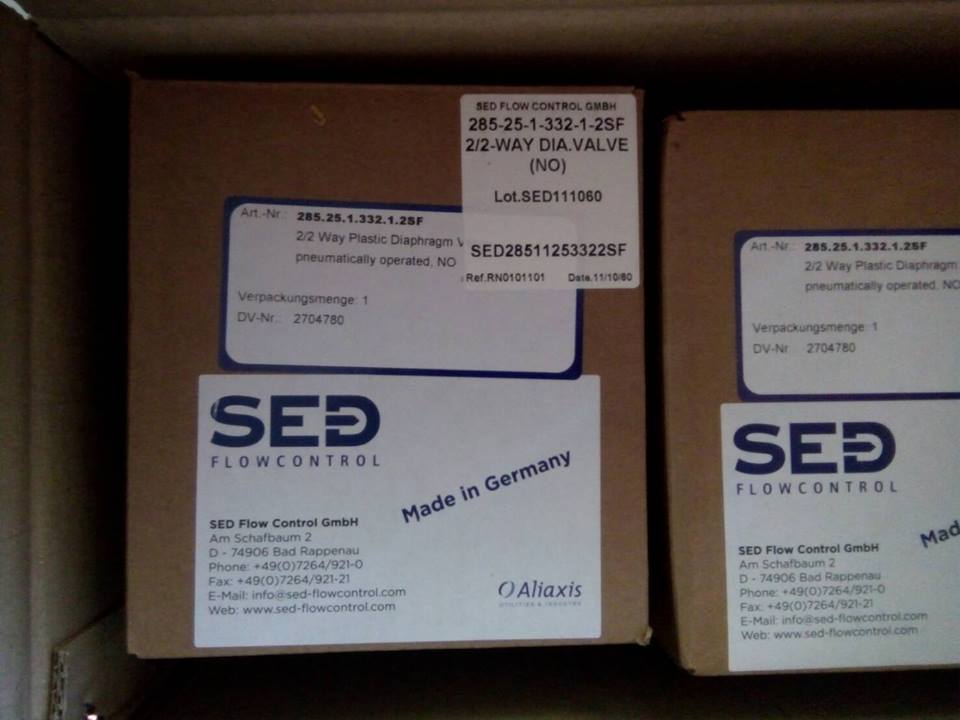 SED FLOW CONTROL GMBH
285-25-1-332-1-2SF
2/2-WAY DIA.VALVE
(NO)
Lot.SED111060
SED28511253322SF
Ref.RN0101101 Date.11/10/60
Art.-Nr.: 285.25.1.332.1.2SF
2/2 Way Plastic Diaphragm V
pneumatically operated, NO
Verpackungsmenge: 1
DV-Nr.: 2704780
SED
FLOWCONTROL
Made in Germany
SED Flow Control GmbH
Am Schafbaum 2
D - 74906 Bad Rappenau
Phone: +49(0)7264/921-0
Fax: +49(0)7264/921-21
E-Mail: info@sed-flowcontrol.com
Web: www.sed-flowcontrol.com
Aliaxis
UTILITIES & INDUSTRY
Art.-Nr.: 285.25.1.332.1.2SF
2/2 Way Plastic Diaphragm
pneumatically operated, NO
Verpackungsmenge: 1
DV-Nr 2704780
SED
FLOWCONTROL
Mad
SED Flow Control GmbH
Am Schafbaum 2
D - 74906 Bad Rappenau
Phone: +49(0)7264/921-0
Fax: +49(0)7264/921-21
E-Mail: info@sed-flowcontrol.com
Web: www.sed-flowcontrol.com